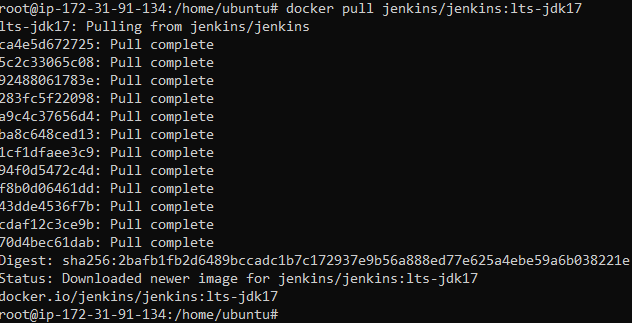 root@ip-172-31-91-134:/home/ubuntu# docker pull jenkins/jenkins:lts-jdk17
lts-jdk17: Pulling from jenkins/jenkins
ca4e5d672725: Pull complete
5c2c33065c08: Pull complete
92488061783e: Pull complete
283fc5f22098: Pull complete
a9c4c37656d4: Pull complete
ba8c648ced13: Pull complete
1cf1dfaee3c9: Pull complete
94f0d5472c4d: Pull complete
f8b0d06461dd: Pull complete
43dde4536f7b: Pull complete
cdaf12c3ce9b: Pull complete
70d4bec61dab: Pull complete
Digest: sha256:2bafb1fb2d6489bccadc1b7c172937e9b56a888ed77e625a4ebe59a6b038221e
Status: Downloaded newer image for jenkins/jenkins:lts-jdk17
docker.io/jenkins/jenkins:lts-jdk17
root@ip-172-31-91-134:/home/ubuntu#